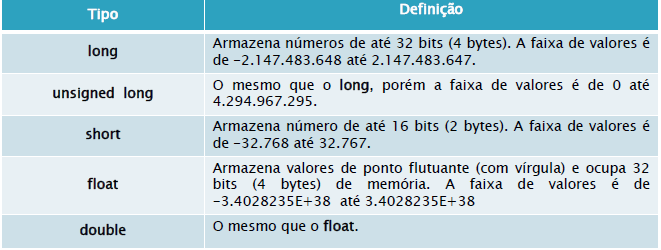 Tipo Definição
long Armazena números de até 32 bits (4 bytes). A faixa de valores é
de -2.147.483.648 até 2.147.483.647.
unsigned long O mesmo que o long, porém a faixa de valores é de 0 até
4.294.967.295.
short Armazena número de até 16 bits (2 bytes). A faixa de valores é
de -32.768 até 32.767.
float Armazena valores de ponto flutuante (com vírgula) e ocupa 32
bits (4 bytes) de memória. A faixa de valores é de
-3.4028235E+38 até 3.4028235E+38
double O mesmo que o float.